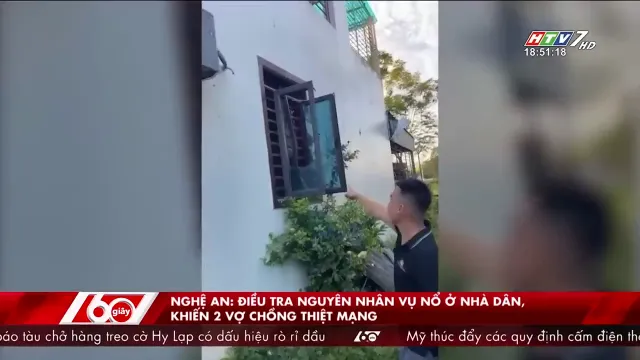 HTV7 HD
18:51:18
60 giây
NGHỆ AN: ĐIỀU TRA NGUYÊN NHÂN VỤ NỔ Ở NHÀ DÂN,
KHIẾN 2 VỢ CHỒNG THIỆT MẠNG
báo tàu chở hàng treo cờ Hy Lạp có dấu hiệu rò rỉ dầu 60 giây Mỹ thúc đẩy các quy định cấm điện th